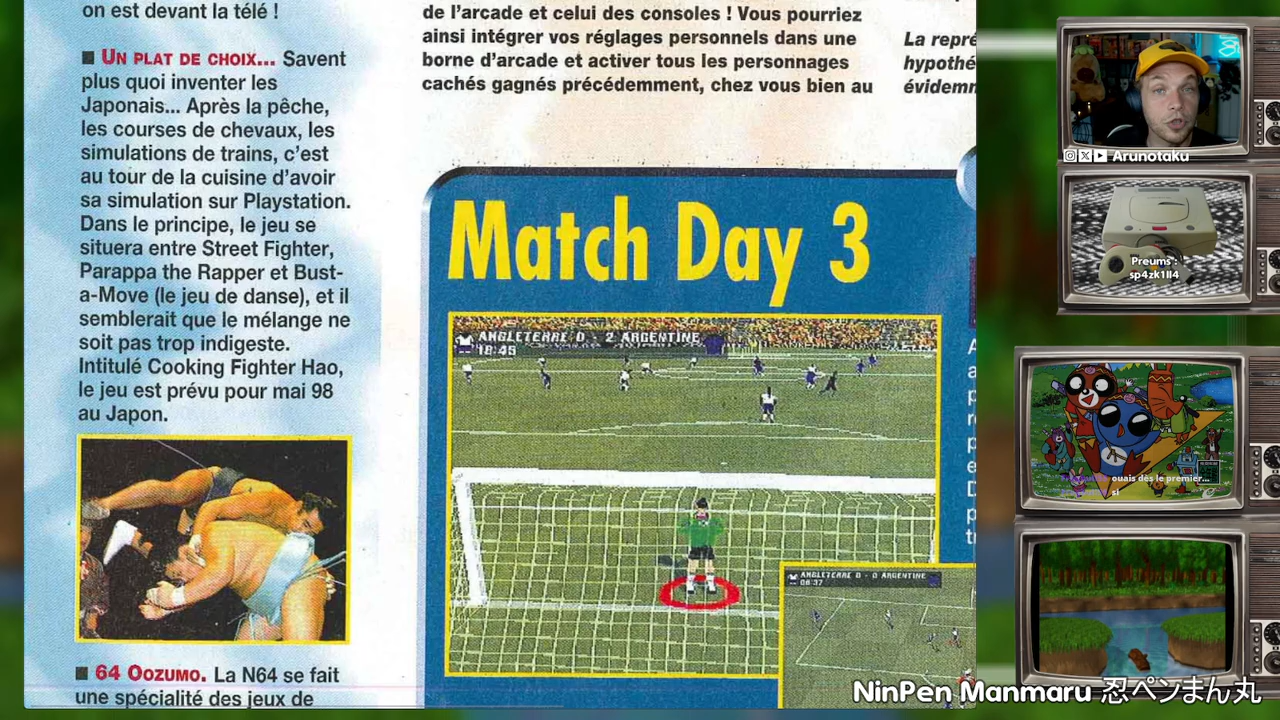 on est devant la télé !
■ UN PLAT DE CHOIX... Savent
plus quoi inventer les
Japonais... Après la pêche,
les courses de chevaux, les
simulations de trains, c'est
au tour de la cuisine d'avoir
sa simulation sur Playstation.
Dans le principe, le jeu se
situera entre Street Fighter,
Parappa the Rapper et Bust-
a-Move (le jeu de danse), et il
semblerait que le mélange ne
soit pas trop indigeste.
Intitulé Cooking Fighter Hao,
le jeu est prévu pour mai 98
au Japon.
■ 64 OOZUMO. La N64 se fait
une spécialité des jeux de
de l'arcade et celui des consoles ! Vous pourriez
ainsi intégrer vos réglages personnels dans une
borne d'arcade et activer tous les personnages
cachés gagnés précédemment, chez vous bien au
La repré
hypothé
évidemn
Match Day 3
ANGLETERRE 0 - 2 ARGENTINE
18:45
ANGLETERRE 0 - 0 ARGENTINE
08:37
Arunotaku
Preums :
sp4zk1ll4
ouais dès le premier...
si
NinPen Manmaru 忍ペンまん丸